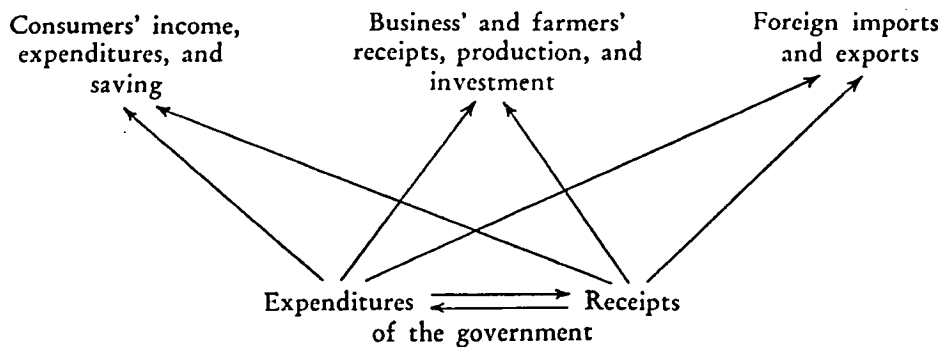 Consumers' income,
expenditures, and
saving
Business' and farmers'
receipts, production, and
investment
Foreign imports
and exports
Expenditures
Receipts
of the government